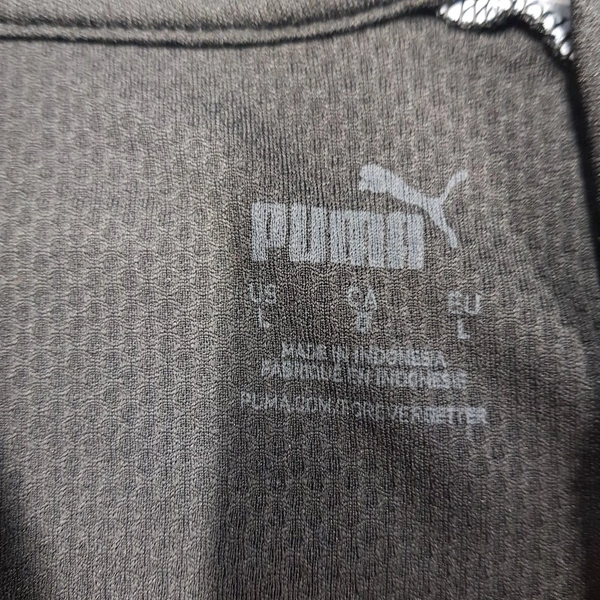 PUMA
US CA EU
L G L
MADE IN INDONESIA
FABRIQUÉ EN INDONÉSIE
PUMA.COM/FOREVERBETTER